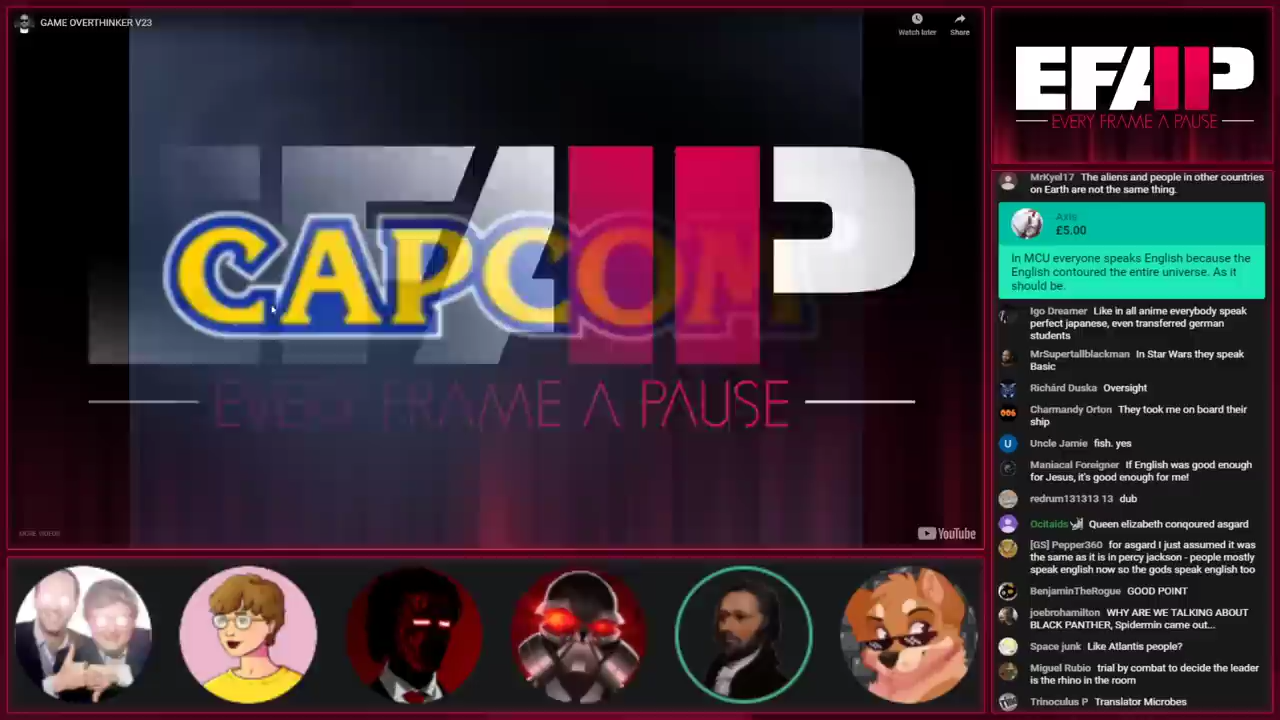 GAME OVERTHINKER V23
Watch later
Share
CAPCOM
EFAP
EVERY FRAME A PAUSE
MORE VIDEOS
YouTube
EFAP
EVERY FRAME A PAUSE
MrKyel17 The aliens and people in other countries
on Earth are not the same thing.
Axis
£5.00
In MCU everyone speaks English because the
English contoured the entire universe. As it
should be.
Igo Dreamer Like in all anime everybody speak
perfect japanese, even transferred german
students
MrSupertallblackman In Star Wars they speak
Basic
Richárd Duska Oversight
Charmandy Orton They took me on board their
ship
U
Uncle Jamie fish. yes
Maniacal Foreigner If English was good enough
for Jesus, it's good enough for me!
redrum131313 13 dub
Ocitaids Queen elizabeth conqoured asgard
[GS] Pepper360 for asgard I just assumed it was
the same as it is in percy jackson - people mostly
speak english now so the gods speak english too
BenjaminTheRogue GOOD POINT
joebrohamilton WHY ARE WE TALKING ABOUT
BLACK PANTHER, Spidermin came out...
Space junk Like Atlantis people?
Miguel Rubio trial by combat to decide the leader
is the rhino in the room
Trinoculus P Translator Microbes